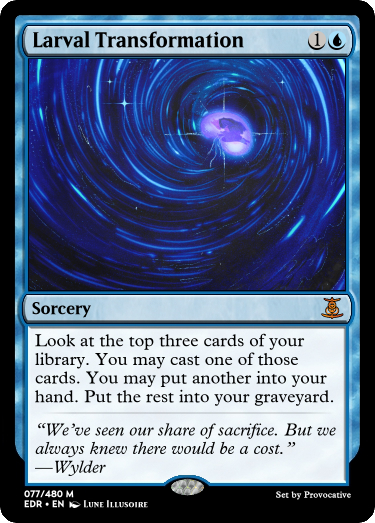 Larval Transformation 1
Sorcery
Look at the top three cards of your
library. You may cast one of those
cards. You may put another into your
hand. Put the rest into your graveyard.
“We’ve seen our share of sacrifice. But we
always knew there would be a cost.”
—Wylder
077/480 M
EDR • EN Lune Illusoire
Set by Provocative